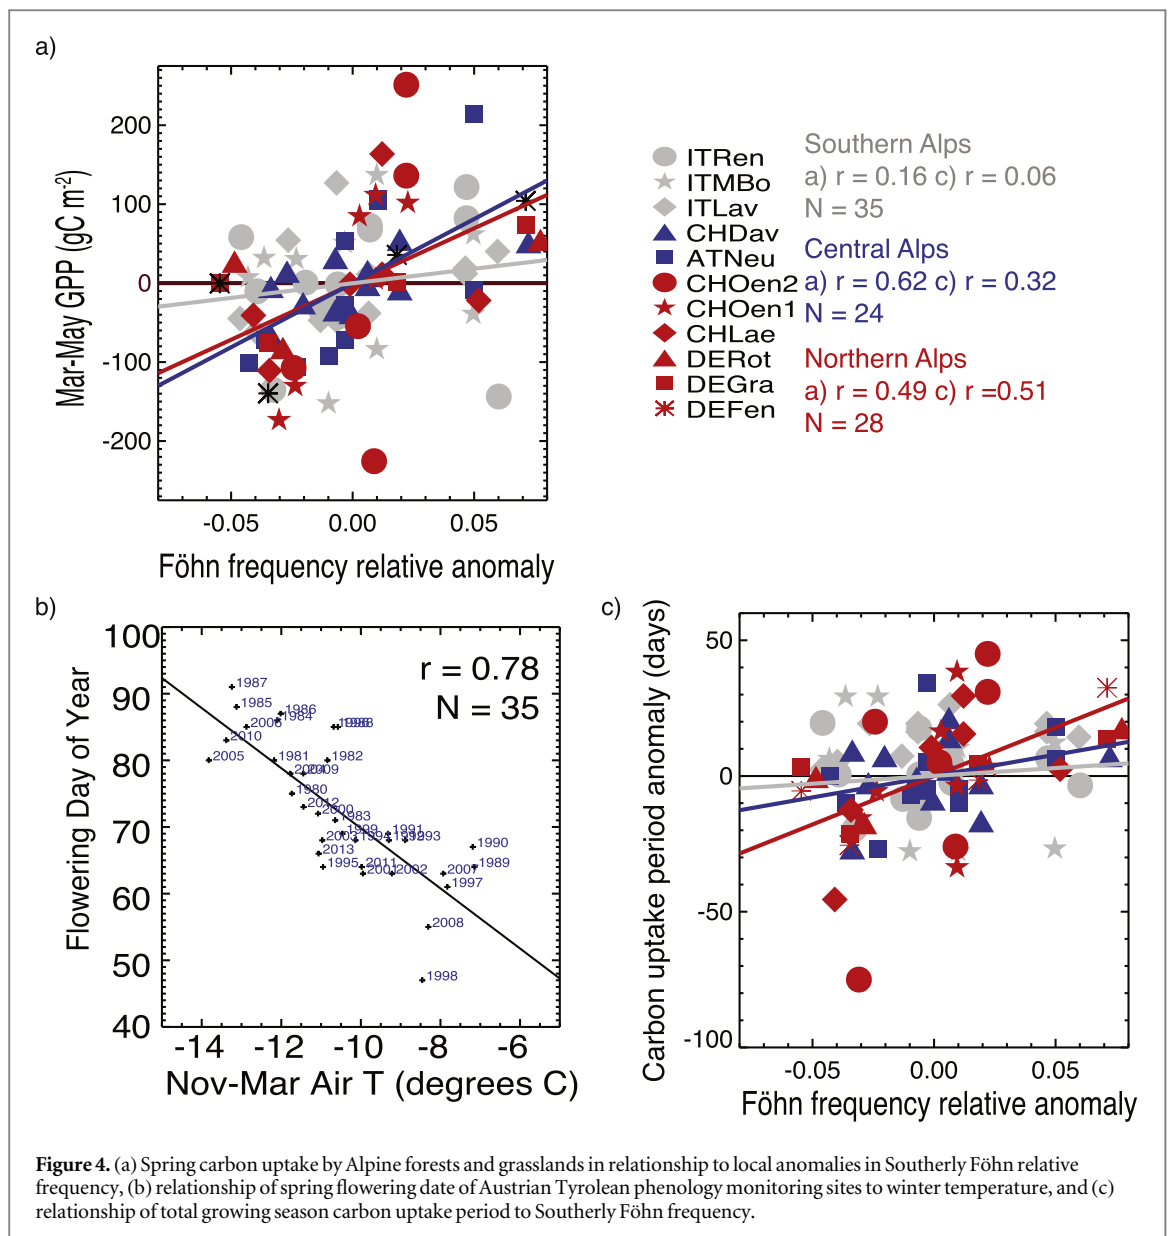 a)
200
100
0
-100
-200
Mar-May GPP (gC m-2)
-0.05 0.00 0.05
Föhn frequency relative anomaly
ITRen
ITMBo
ITLav
CHDav
ATNeu
CHOen2
CHOen1
CHLae
DERot
DEGra
DEFen
Southern Alps
a) r = 0.16 c) r = 0.06
N = 35
Central Alps
a) r = 0.62 c) r = 0.32
N = 24
Northern Alps
a) r = 0.49 c) r =0.51
N = 28
b)
100
90
80
70
60
50
40
Flowering Day of Year
r = 0.78
N = 35
1987
1985
1986
1984
2006
2010
1988
2005
1981
1982
2004
2009
1980
2012
2000
1983
1999
1991
2003
1994
1993
1990
2013
1995
2011
2001
2002
2007
1989
1997
2008
1998
-14 -12 -10 -8 -6
Nov-Mar Air T (degrees C)
c)
50
0
-50
-100
Carbon uptake period anomaly (days)
-0.05 0.00 0.05
Föhn frequency relative anomaly
Figure 4. (a) Spring carbon uptake by Alpine forests and grasslands in relationship to local anomalies in Southerly Föhn relative
frequency, (b) relationship of spring flowering date of Austrian Tyrolean phenology monitoring sites to winter temperature, and (c)
relationship of total growing season carbon uptake period to Southerly Föhn frequency.